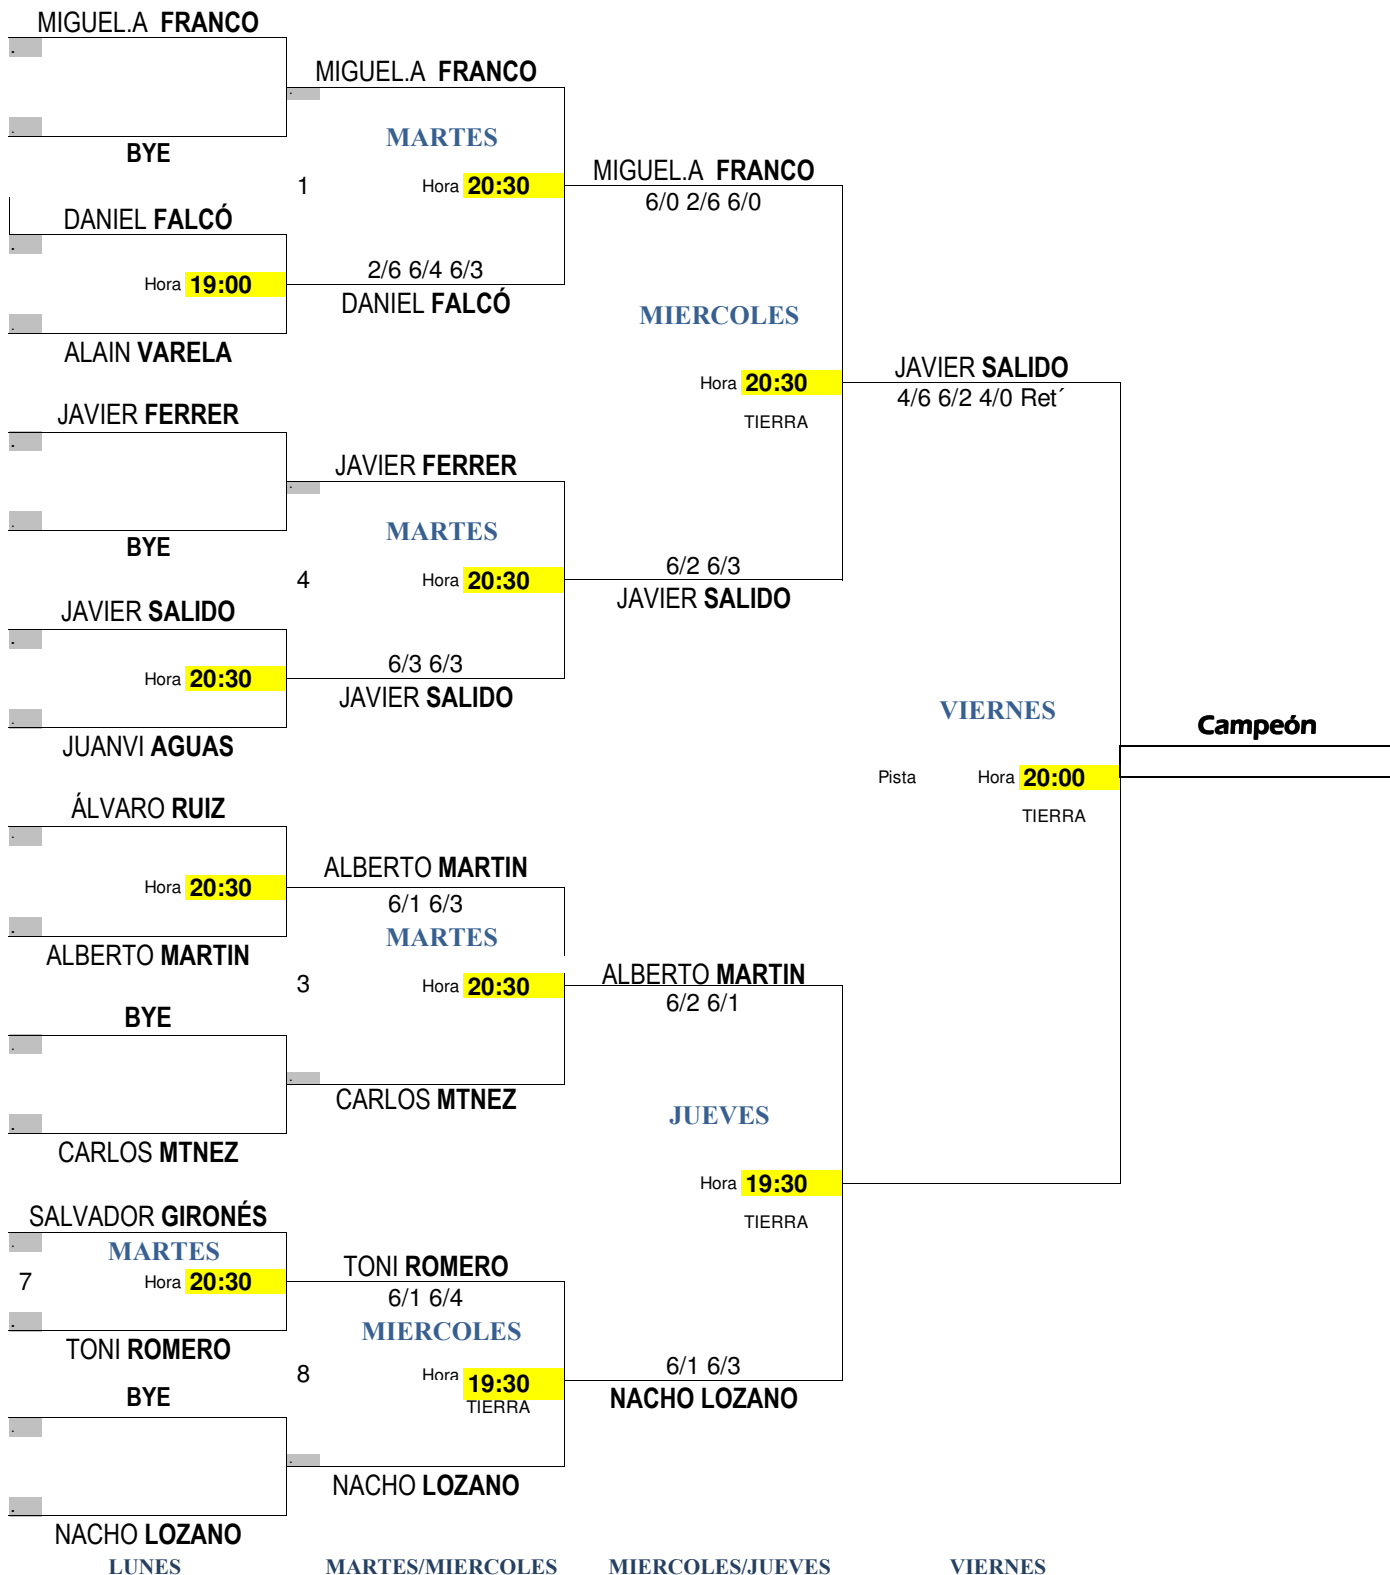 MIGUEL.A FRANCO
.
MIGUEL.A FRANCO
.
.
MARTES
BYE
MIGUEL.A FRANCO
1 Hora 20:30
6/0 2/6 6/0
DANIEL FALCÓ
.
2/6 6/4 6/3
Hora 19:00
DANIEL FALCÓ
MIERCOLES
.
ALAIN VARELA
JAVIER SALIDO
Hora 20:30
4/6 6/2 4/0 Ret´
JAVIER FERRER
TIERRA
.
JAVIER FERRER
.
.
MARTES
BYE
6/2 6/3
4 Hora 20:30
JAVIER SALIDO
JAVIER SALIDO
.
6/3 6/3
Hora 20:30
JAVIER SALIDO
VIERNES
.
Campeón
JUANVI AGUAS
Pista Hora 20:00
ÁLVARO RUIZ
TIERRA
.
ALBERTO MARTIN
Hora 20:30
6/1 6/3
.
MARTES
ALBERTO MARTIN
ALBERTO MARTIN
3 Hora 20:30
6/2 6/1
BYE
.
.
CARLOS MTNEZ
.
JUEVES
CARLOS MTNEZ
Hora 19:30
SALVADOR GIRONÉS
TIERRA
.
MARTES
TONI ROMERO
7 Hora 20:30
6/1 6/4
.
MIERCOLES
TONI ROMERO
6/1 6/3
8 Hora 19:30
BYE
NACHO LOZANO
TIERRA
.
.
NACHO LOZANO
.
NACHO LOZANO
LUNES MARTES/MIERCOLES MIERCOLES/JUEVES VIERNES